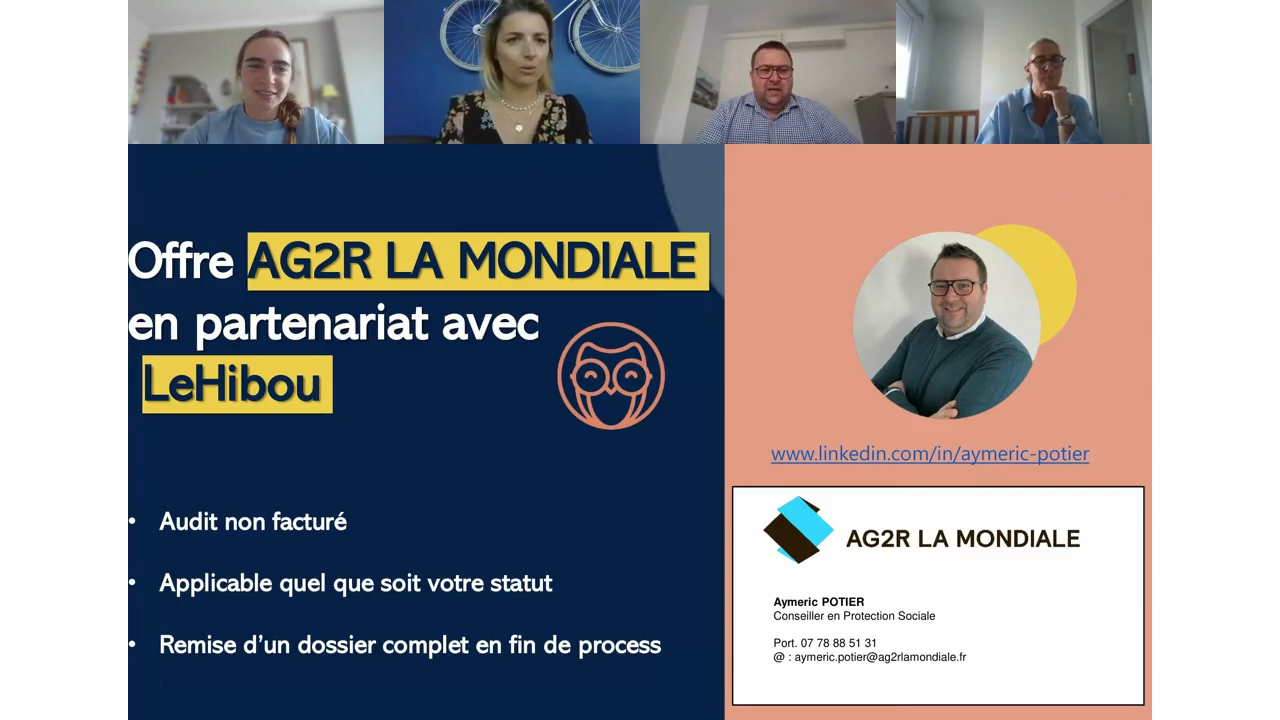 Offre AG2R LA MONDIALE
en partenariat avec
LeHibou
• Audit non facturé
• Applicable quel que soit votre statut
• Remise d’un dossier complet en fin de process
www.linkedin.com/in/aymeric-potier
AG2R LA MONDIALE
Aymeric POTIER
Conseiller en Protection Sociale
Port. 07 78 88 51 31
@ : aymeric.potier@ag2rlamondiale.fr